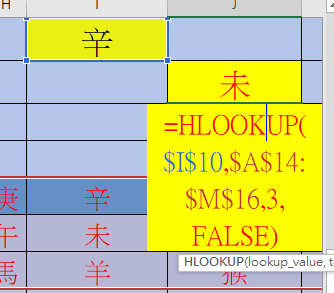 H I J
辛
未
=HLOOKUP(
$I$10,$A$14:
$M$16,3,
FALSE)
庚 辛
午 未
馬 羊 猴
HLOOKUP(lookup_value, t